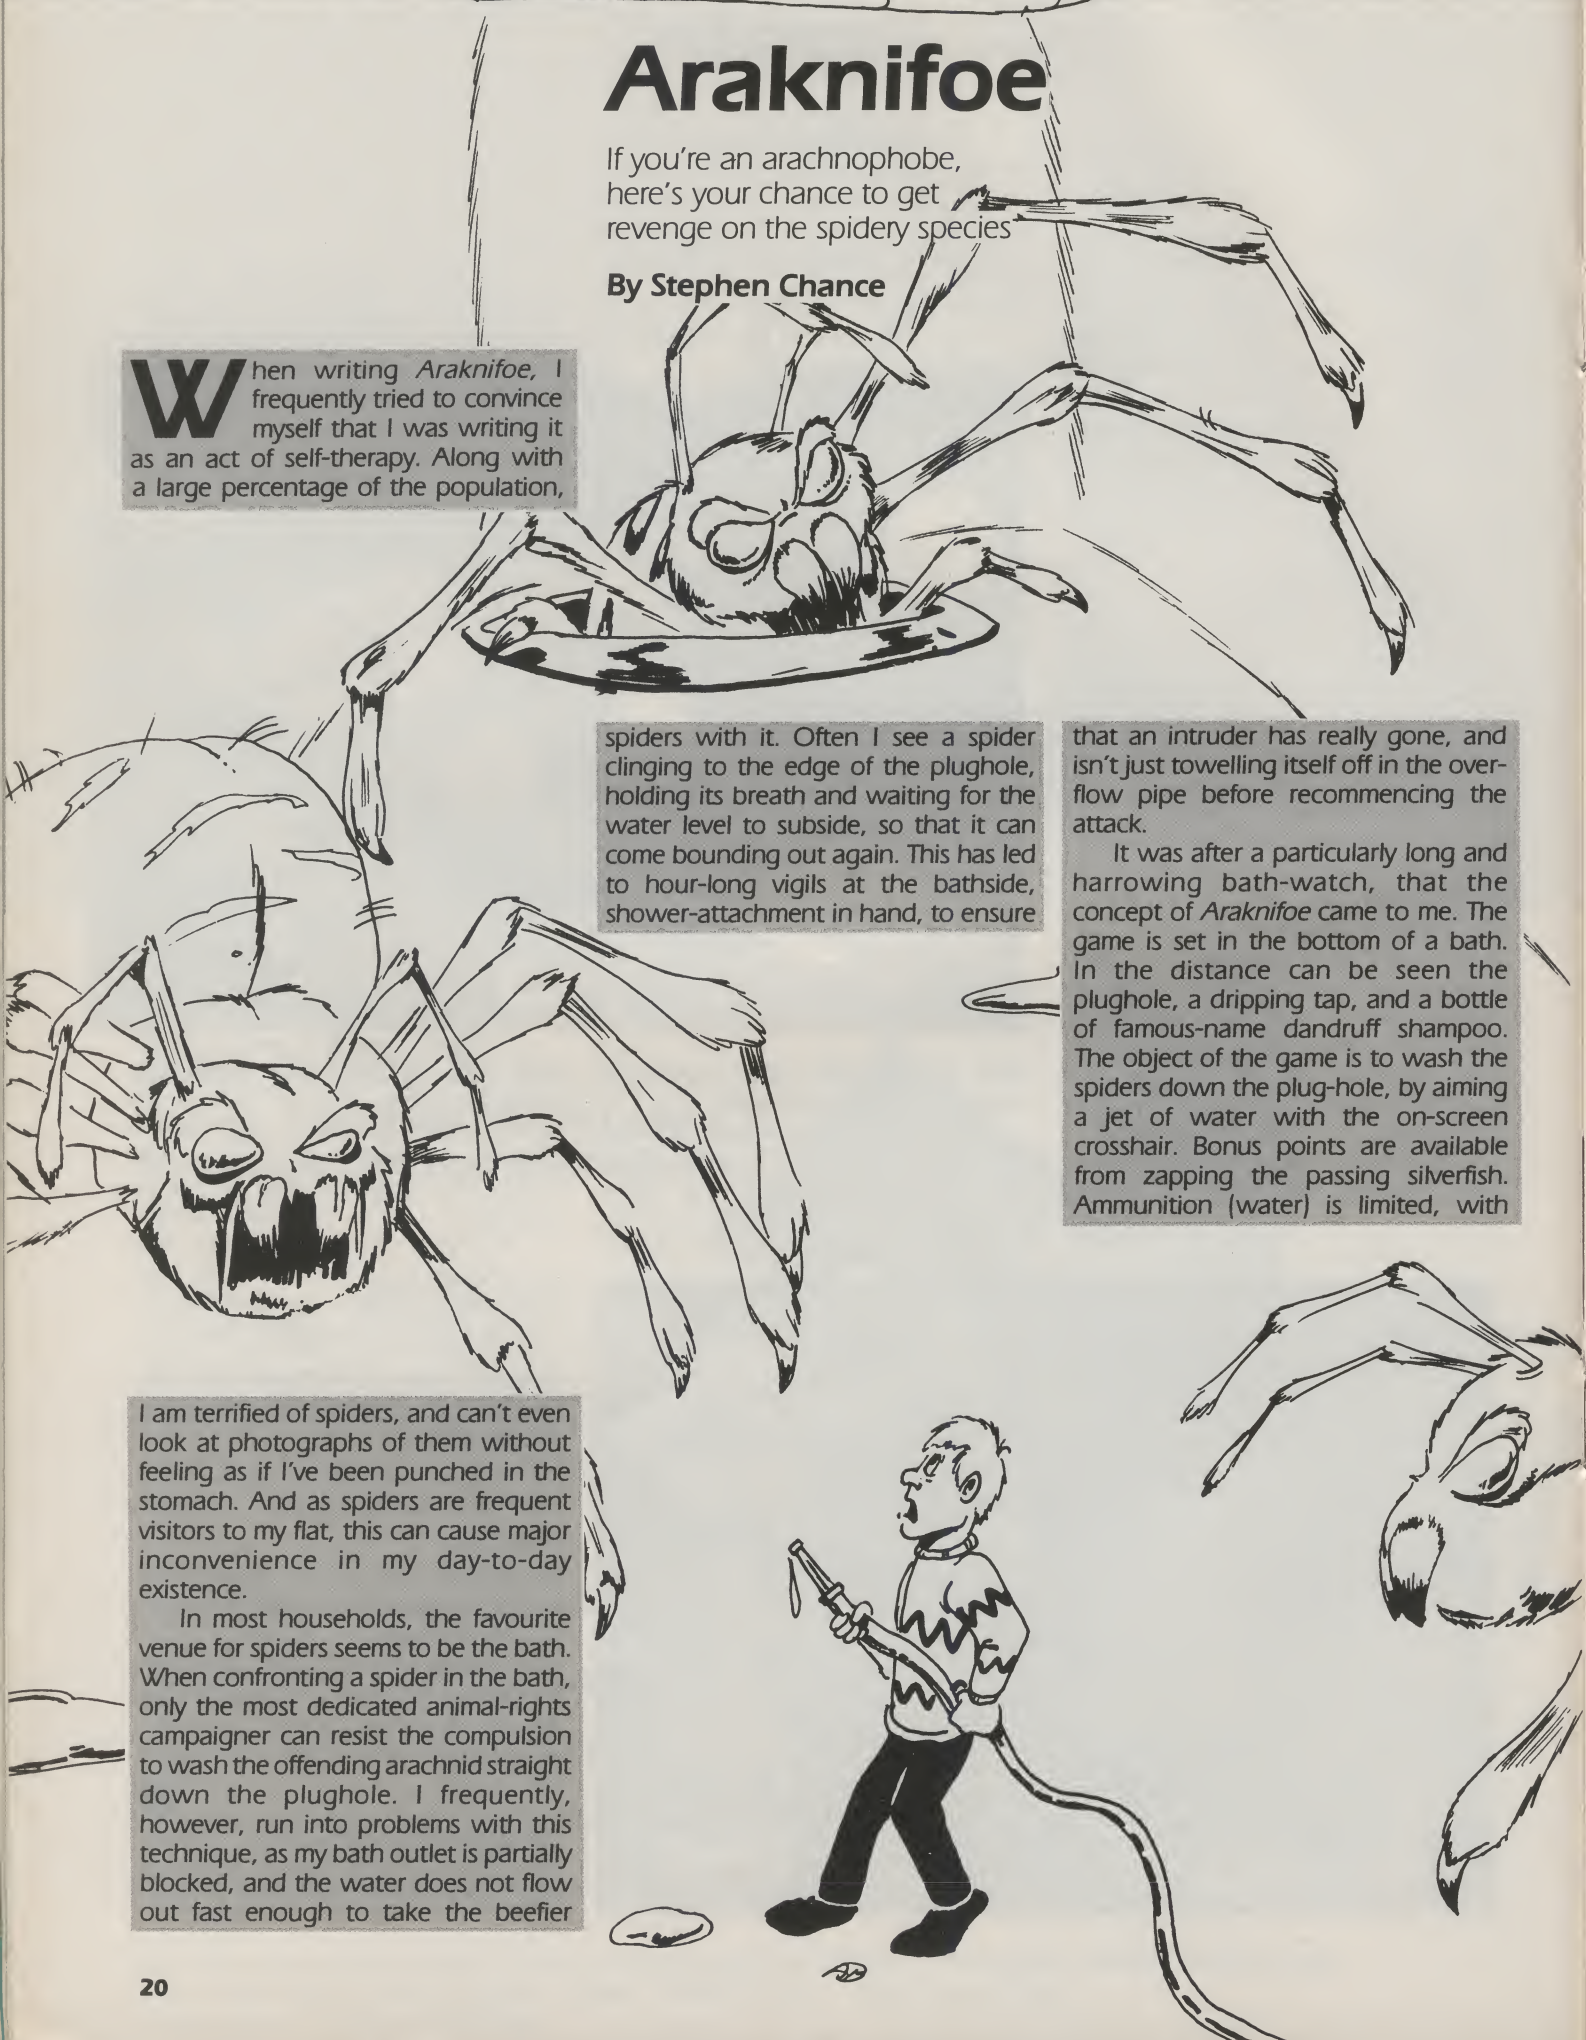 Araknifoe
If you're an arachnophobe,
here's your chance to get
revenge on the spidery species
By Stephen Chance
When writing Araknifoe, I
frequently tried to convince
myself that I was writing it
as an act of self-therapy. Along with
a large percentage of the population,
I am terrified of spiders, and can't even
look at photographs of them without
feeling as if I've been punched in the
stomach. And as spiders are frequent
visitors to my flat, this can cause major
inconvenience in my day-to-day
existence.
In most households, the favourite
venue for spiders seems to be the bath.
When confronting a spider in the bath,
only the most dedicated animal-rights
campaigner can resist the compulsion
to wash the offending arachnid straight
down the plughole. I frequently,
however, run into problems with this
technique, as my bath outlet is partially
blocked, and the water does not flow
out fast enough to take the beefier
spiders with it. Often I see a spider
clinging to the edge of the plughole,
holding its breath and waiting for the
water level to subside, so that it can
come bounding out again. This has led
to hour-long vigils at the bathside,
shower-attachment in hand, to ensure
that an intruder has really gone, and
isn't just towelling itself off in the over-
flow pipe before recommencing the
attack.
It was after a particularly long and
harrowing bath-watch, that the
concept of Araknifoe came to me. The
game is set in the bottom of a bath.
In the distance can be seen the
plughole, a dripping tap, and a bottle
of famous-name dandruff shampoo.
The object of the game is to wash the
spiders down the plug-hole, by aiming
a jet of water with the on-screen
crosshair. Bonus points are available
from zapping the passing silverfish.
Ammunition (water) is limited, with
20